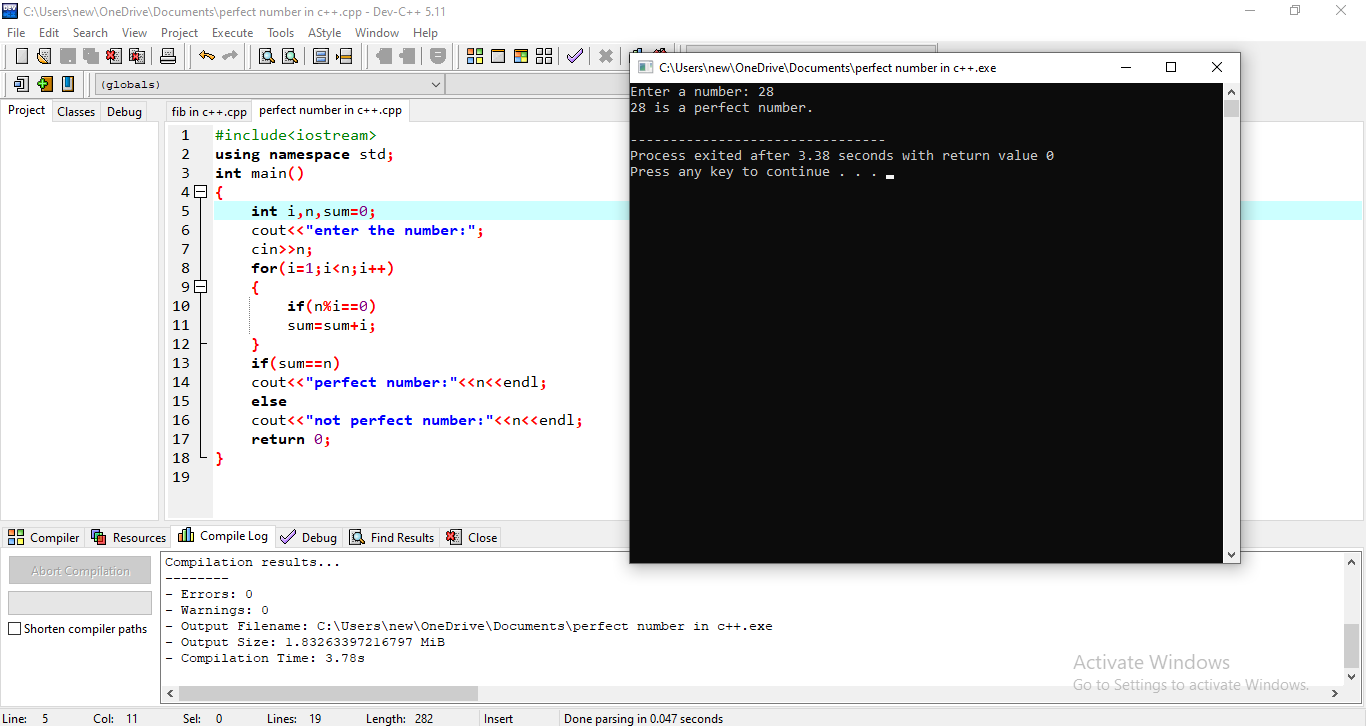 C:\Users\new\OneDrive\Documents\perfect number in c++.cpp - Dev-C++ 5.11
File Edit Search View Project Execute Tools AStyle Window Help
(globals)
Project Classes Debug
fib in c++.cpp perfect number in c++.cpp
1 #include<iostream>
2 using namespace std;
3 int main()
4 {
5 int i,n,sum=0;
6 cout<<"enter the number:";
7 cin>>n;
8 for(i=1;i<n;i++)
9 {
10 if(n%i==0)
11 sum=sum+i;
12 }
13 if(sum==n)
14 cout<<"perfect number:"<<n<<endl;
15 else
16 cout<<"not perfect number:"<<n<<endl;
17 return 0;
18 }
19
C:\Users\new\OneDrive\Documents\perfect number in c++.exe
Enter a number: 28
28 is a perfect number.
--------------------------------
Process exited after 3.38 seconds with return value 0
Press any key to continue . . .
Compiler Resources Compile Log Debug Find Results Close
Abort Compilation
Shorten compiler paths
Compilation results...
--------
- Errors: 0
- Warnings: 0
- Output Filename: C:\Users\new\OneDrive\Documents\perfect number in c++.exe
- Output Size: 1.83263397216797 MiB
- Compilation Time: 3.78s
Activate Windows
Go to Settings to activate Windows.
Line: 5 Col: 11 Sel: 0 Lines: 19 Length: 282 Insert Done parsing in 0.047 seconds